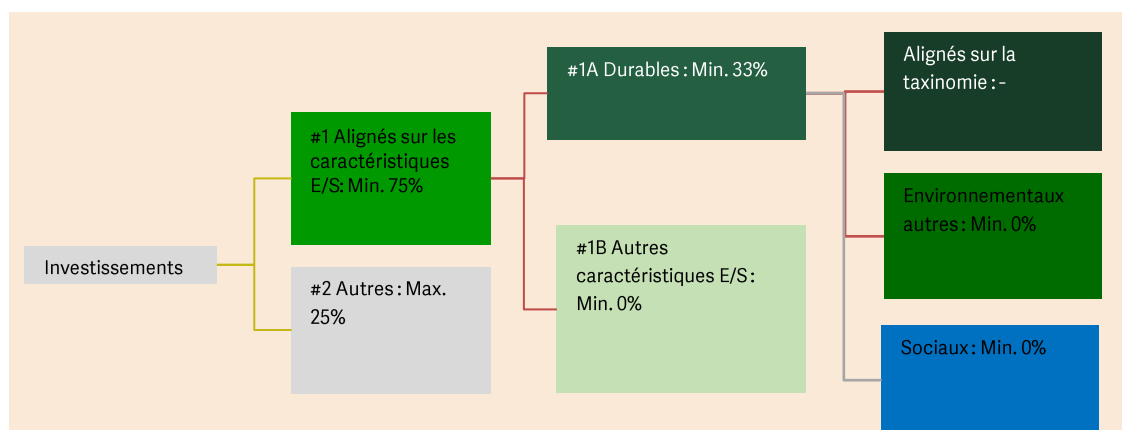 Investissements
#1 Alignés sur les
caractéristiques
E/S: Min. 75%
#2 Autres : Max.
25%
#1A Durables : Min. 33%
#1B Autres
caractéristiques E/S :
Min. 0%
Alignés sur la
taxinomie : -
Environnementaux
autres : Min. 0%
Sociaux : Min. 0%